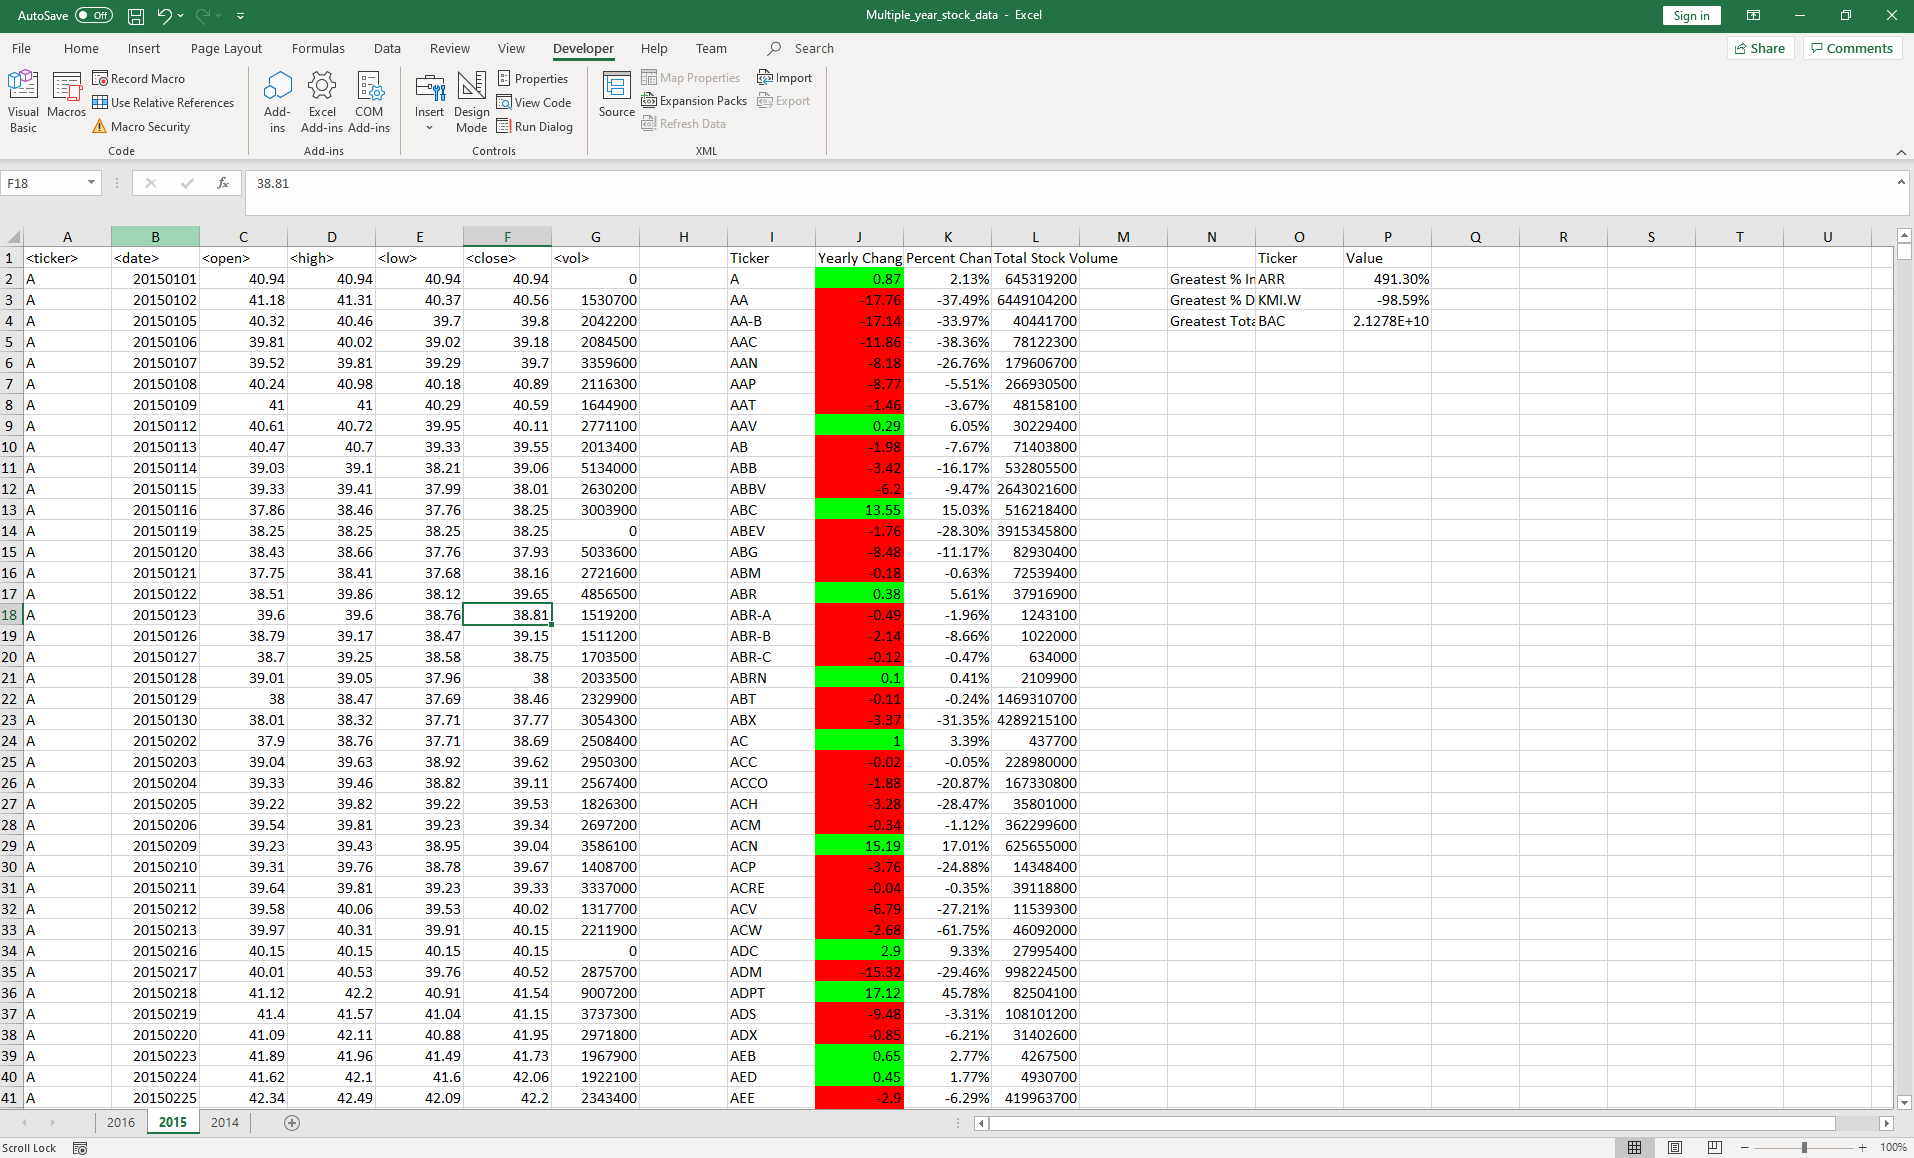 AutoSave Off Multiple_year_stock_data - Excel Sign in
File Home Insert Page Layout Formulas Data Review View Developer Help Team Search Share Comments
Visual Basic
Macros
Record Macro
Use Relative References
Macro Security
Code
Add-ins
Excel Add-ins
COM Add-ins
Add-ins
Insert
Design Mode
Properties
View Code
Run Dialog
Controls
Source
Map Properties
Expansion Packs
Refresh Data
Import
Export
XML
F18 fx 38.81
A B C D E F G H I J K L M N O P Q R S T U
1 <ticker> <date> <open> <high> <low> <close> <vol> Ticker Yearly Chang Percent Chan Total Stock Volume Ticker Value
2 A 20150101 40.94 40.94 40.94 40.94 0 A 0.87 2.13% 645319200 Greatest % In ARR 491.30%
3 A 20150102 41.18 41.31 40.37 40.56 1530700 AA -17.76 -37.49% 6449104200 Greatest % D KMI.W -98.59%
4 A 20150105 40.32 40.46 39.7 39.8 2042200 AA-B -17.14 -33.97% 40441700 Greatest Tota BAC 2.1278E+10
5 A 20150106 39.81 40.02 39.02 39.18 2084500 AAC -11.86 -38.36% 78122300
6 A 20150107 39.52 39.81 39.29 39.7 3359600 AAN -8.18 -26.76% 179606700
7 A 20150108 40.24 40.98 40.18 40.89 2116300 AAP -8.77 -5.51% 266930500
8 A 20150109 41 41 40.29 40.59 1644900 AAT -1.46 -3.67% 48158100
9 A 20150112 40.61 40.72 39.95 40.11 2771100 AAV 0.29 6.05% 30229400
10 A 20150113 40.47 40.7 39.33 39.55 2013400 AB -1.98 -7.67% 71403800
11 A 20150114 39.03 39.1 38.21 39.06 5134000 ABB -3.42 -16.17% 532805500
12 A 20150115 39.33 39.41 37.99 38.01 2630200 ABBV -6.2 -9.47% 2643021600
13 A 20150116 37.86 38.46 37.76 38.25 3003900 ABC 13.55 15.03% 516218400
14 A 20150119 38.25 38.25 38.25 38.25 0 ABEV -1.76 -28.30% 3915345800
15 A 20150120 38.43 38.66 37.76 37.93 5033600 ABG -8.48 -11.17% 82930400
16 A 20150121 37.75 38.41 37.68 38.16 2721600 ABM -0.18 -0.63% 72539400
17 A 20150122 38.51 39.86 38.12 39.65 4856500 ABR 0.38 5.61% 37916900
18 A 20150123 39.6 39.6 38.76 38.81 1519200 ABR-A -0.49 -1.96% 1243100
19 A 20150126 38.79 39.17 38.47 39.15 1511200 ABR-B -2.14 -8.66% 1022000
20 A 20150127 38.7 39.25 38.58 38.75 1703500 ABR-C -0.12 -0.47% 634000
21 A 20150128 39.01 39.05 37.96 38 2033500 ABRN 0.1 0.41% 2109900
22 A 20150129 38 38.47 37.69 38.46 2329900 ABT -0.11 -0.24% 1469310700
23 A 20150130 38.01 38.32 37.71 37.77 3054300 ABX -3.37 -31.35% 4289215100
24 A 20150202 37.9 38.76 37.71 38.69 2508400 AC 1 3.39% 437700
25 A 20150203 39.04 39.63 38.92 39.62 2950300 ACC -0.02 -0.05% 228980000
26 A 20150204 39.33 39.46 38.82 39.11 2567400 ACCO -1.88 -20.87% 167330800
27 A 20150205 39.22 39.82 39.22 39.53 1826300 ACH -3.28 -28.47% 35801000
28 A 20150206 39.54 39.81 39.23 39.34 2697200 ACM -0.34 -1.12% 362299600
29 A 20150209 39.23 39.43 38.95 39.04 3586100 ACN 15.19 17.01% 625655000
30 A 20150210 39.31 39.76 38.78 39.67 1408700 ACP -3.76 -24.88% 14348400
31 A 20150211 39.64 39.81 39.23 39.33 3337000 ACRE -0.04 -0.35% 39118800
32 A 20150212 39.58 40.06 39.53 40.02 1317700 ACV -6.79 -27.21% 11539300
33 A 20150213 39.97 40.31 39.91 40.15 2211900 ACW -2.68 -61.75% 46092000
34 A 20150216 40.15 40.15 40.15 40.15 0 ADC 2.9 9.33% 27995400
35 A 20150217 40.01 40.53 39.76 40.52 2875700 ADM -15.32 -29.46% 998224500
36 A 20150218 41.12 42.2 40.91 41.54 9007200 ADPT 17.12 45.78% 82504100
37 A 20150219 41.4 41.57 41.04 41.15 3737300 ADS -9.48 -3.31% 108101200
38 A 20150220 41.09 42.11 40.88 41.95 2971800 ADX -0.85 -6.21% 31402600
39 A 20150223 41.89 41.96 41.49 41.73 1967900 AEB 0.65 2.77% 4267500
40 A 20150224 41.62 42.1 41.6 42.06 1922100 AED 0.45 1.77% 4930700
41 A 20150225 42.34 42.49 42.09 42.2 2343400 AEE -2.9 -6.29% 419963700
2016 2015 2014
Scroll Lock 100%